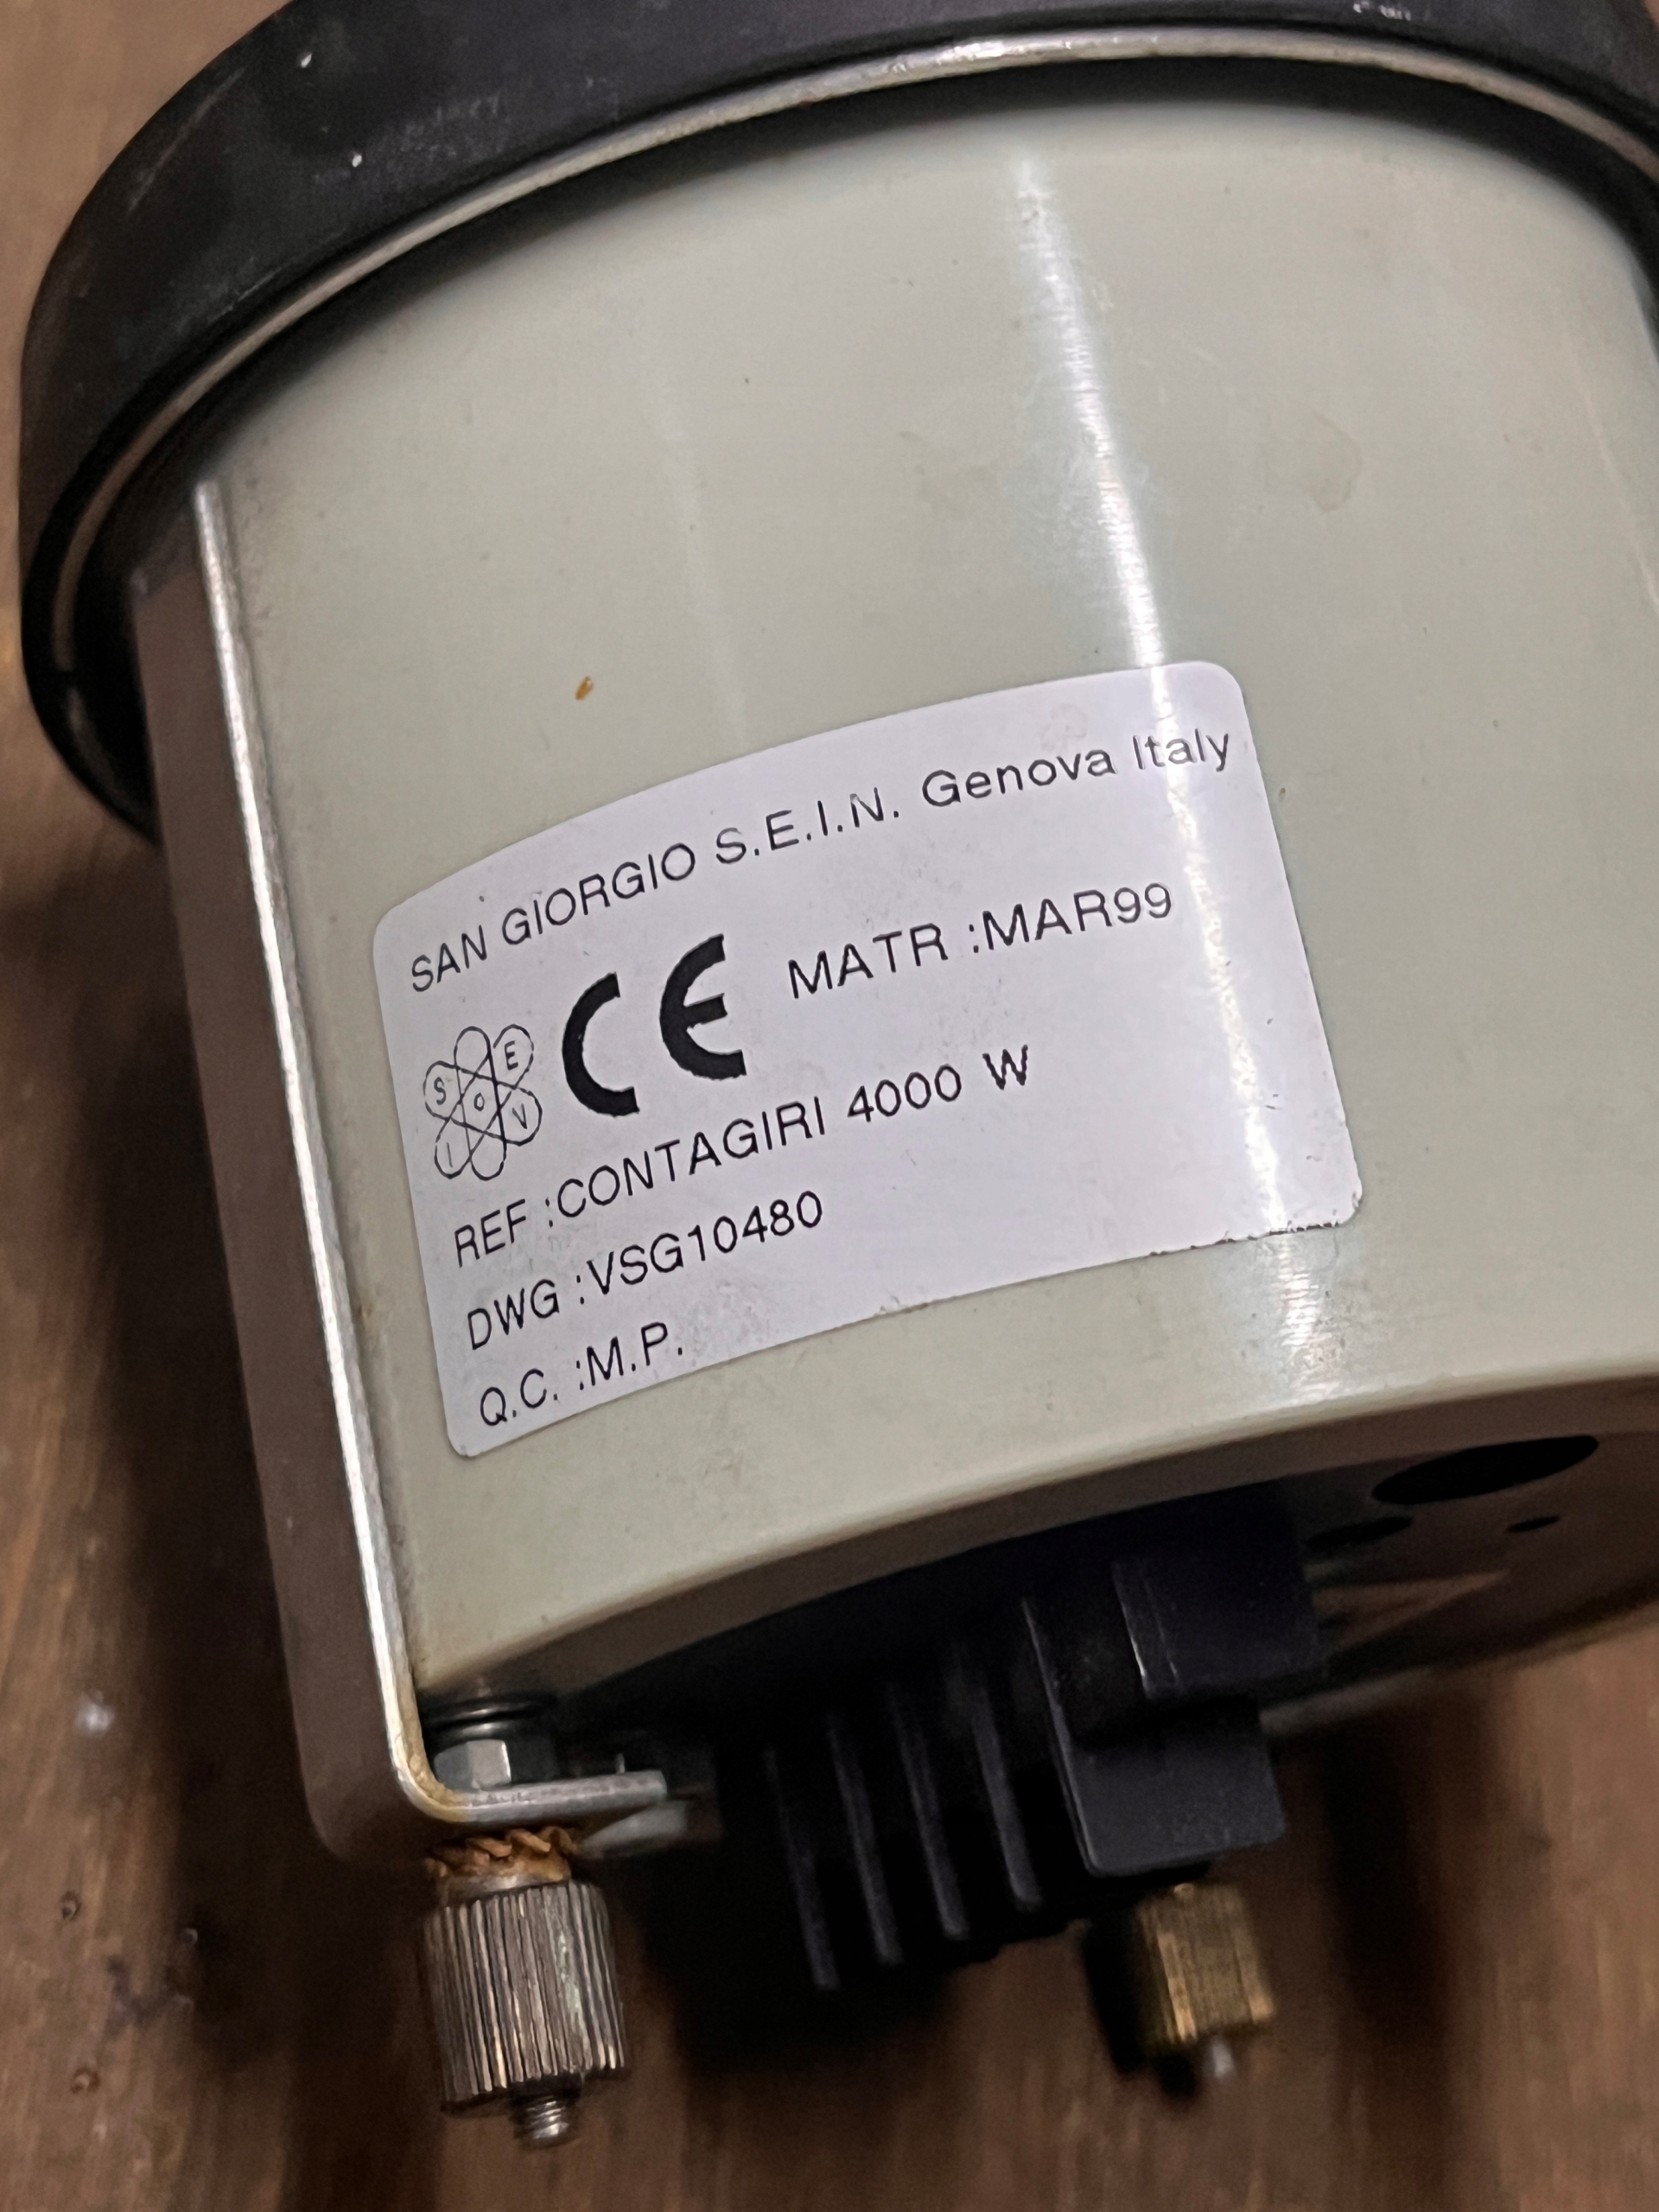 SAN GIORGIO S.E.I.N. Genova Italy
CE MATR :MAR99
S E O I V
REF :CONTAGIRI 4000 W
DWG :VSG10480
Q.C. :M.P.